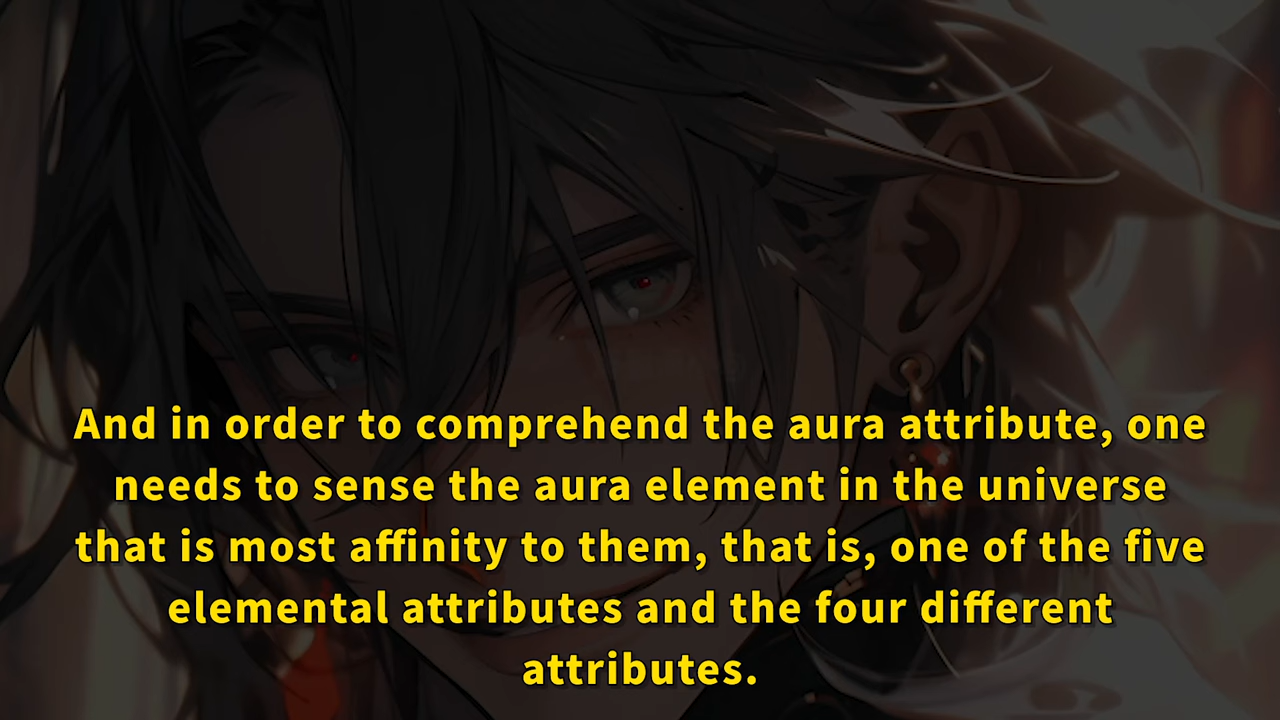 And in order to comprehend the aura attribute, one
needs to sense the aura element in the universe
that is most affinity to them, that is, one of the five
elemental attributes and the four different
attributes.